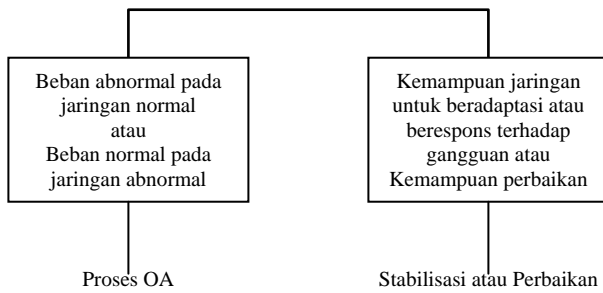 Beban abnormal pada
jaringan normal
atau
Beban normal pada
jaringan abnormal
Kemampuan jaringan
untuk beradaptasi atau
berespons terhadap
gangguan atau
Kemampuan perbaikan
Proses OA
Stabilisasi atau Perbaikan